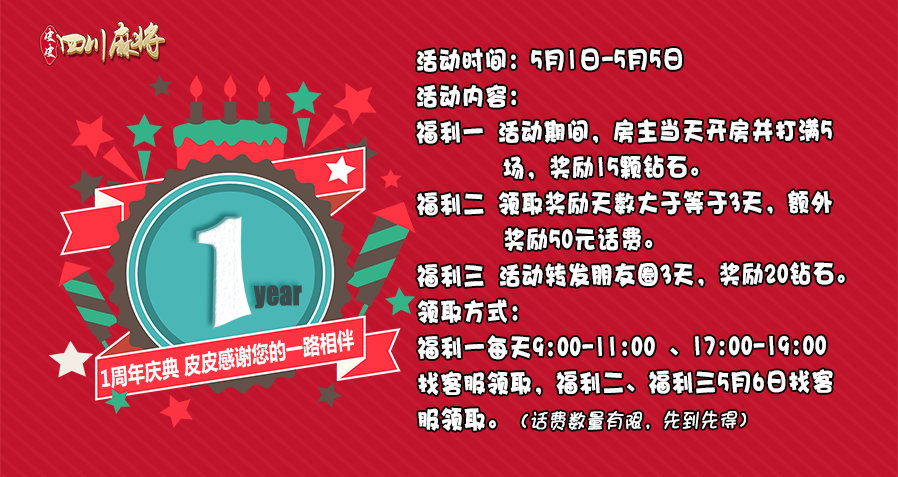 皮皮 四川麻将
1
year
1周年庆典 皮皮感谢您的一路相伴
活动时间：5月1日-5月5日
活动内容：
福利一 活动期间，房主当天开房并打满5
场，奖励15颗钻石。
福利二 领取奖励天数大于等于3天，额外
奖励50元话费。
福利三 活动转发朋友圈3天，奖励20钻石。
领取方式：
福利一每天9:00-11:00 、17:00-19:00
找客服领取，福利二、福利三5月6日找客
服领取。（话费数量有限，先到先得）